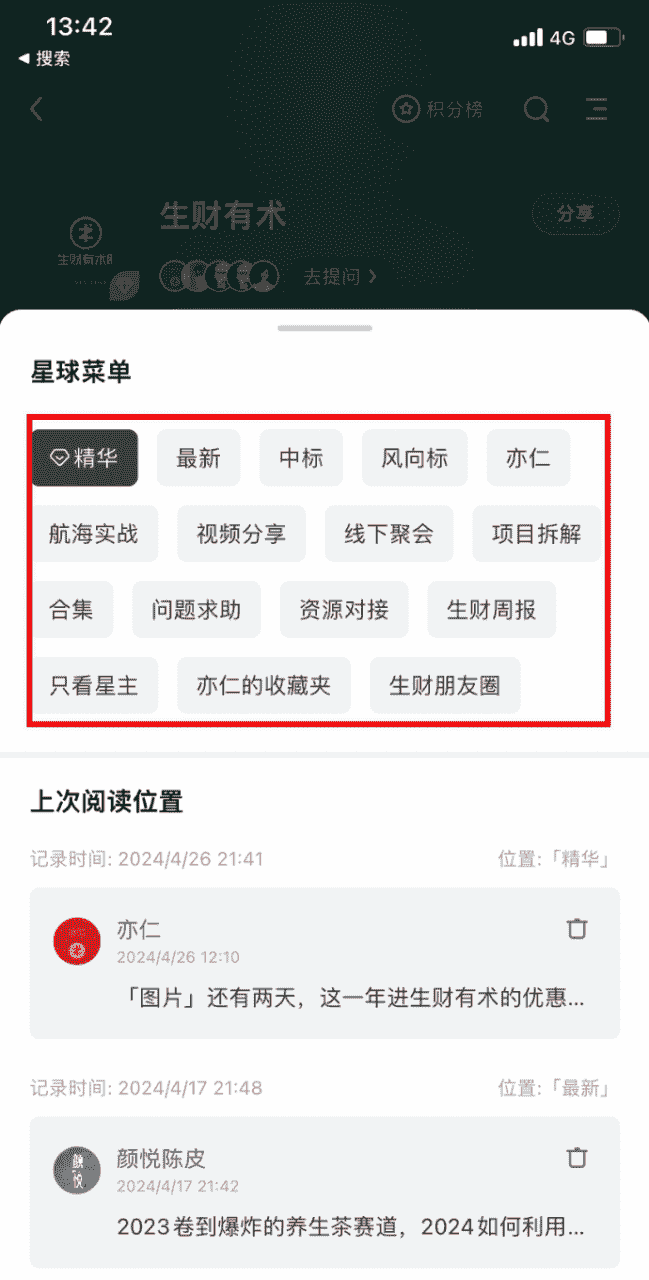 13:42
4G
◀ 搜索
积分榜
生财有术
分享
生财有术
去提问 >
星球菜单
精华 最新 中标 风向标 亦仁
航海实战 视频分享 线下聚会 项目拆解
合集 问题求助 资源对接 生财周报
只看星主 亦仁的收藏夹 生财朋友圈
上次阅读位置
记录时间: 2024/4/26 21:41 位置:「精华」
亦仁
2024/4/26 12:10
「图片」还有两天，这一年进生财有术的优惠...
记录时间: 2024/4/17 21:48 位置:「最新」
颜悦陈皮
颜悦
2024/4/17 21:42
2023卷到爆炸的养生茶赛道，2024如何利用...